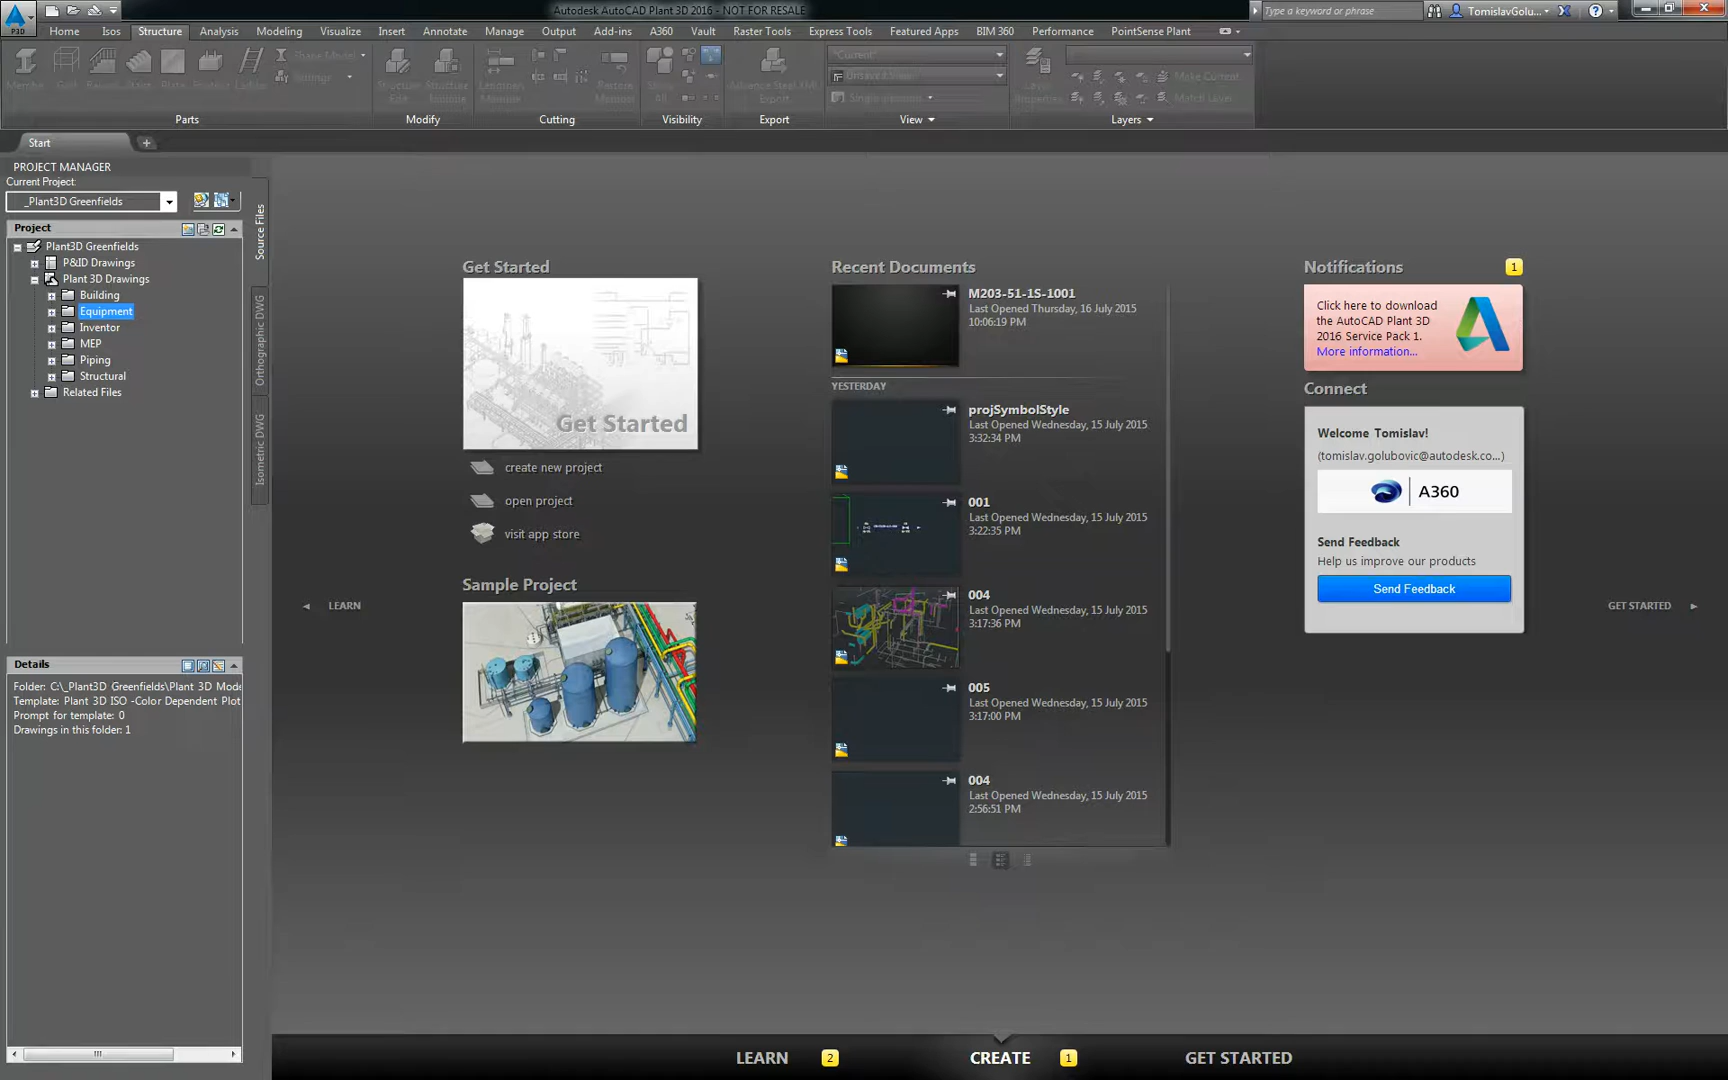 Autodesk AutoCAD Plant 3D 2016 - NOT FOR RESALE
Type a keyword or phrase
TomislavGolu...
P3D
Home Isos Structure Analysis Modeling Visualize Insert Annotate Manage Output Add-ins A360 Vault Raster Tools Express Tools Featured Apps BIM 360 Performance PointSense Plant
Settings
Make Current
Match Layer
Parts Modify Cutting Visibility Export View Layers
Start
PROJECT MANAGER
Current Project:
_Plant3D Greenfields
Project
Plant3D Greenfields
P&ID Drawings
Plant 3D Drawings
Building
Equipment
Inventor
MEP
Piping
Structural
Related Files
Source Files
Orthographic DWG
Isometric DWG
Details
Folder: C:\_Plant3D Greenfields\Plant 3D Mode
Template: Plant 3D ISO -Color Dependent Plot
Prompt for template: 0
Drawings in this folder: 1
LEARN
Get Started
Get Started
create new project
open project
visit app store
Sample Project
Recent Documents
M203-51-1S-1001
Last Opened Thursday, 16 July 2015
10:06:19 PM
YESTERDAY
projSymbolStyle
Last Opened Wednesday, 15 July 2015
3:32:34 PM
001
Last Opened Wednesday, 15 July 2015
3:22:35 PM
004
Last Opened Wednesday, 15 July 2015
3:17:36 PM
005
Last Opened Wednesday, 15 July 2015
3:17:00 PM
004
Last Opened Wednesday, 15 July 2015
2:56:51 PM
Notifications 1
Click here to download
the AutoCAD Plant 3D
2016 Service Pack 1.
More information...
Connect
Welcome Tomislav!
(tomislav.golubovic@autodesk.co...)
A360
Send Feedback
Help us improve our products
Send Feedback
GET STARTED
LEARN 2 CREATE 1 GET STARTED